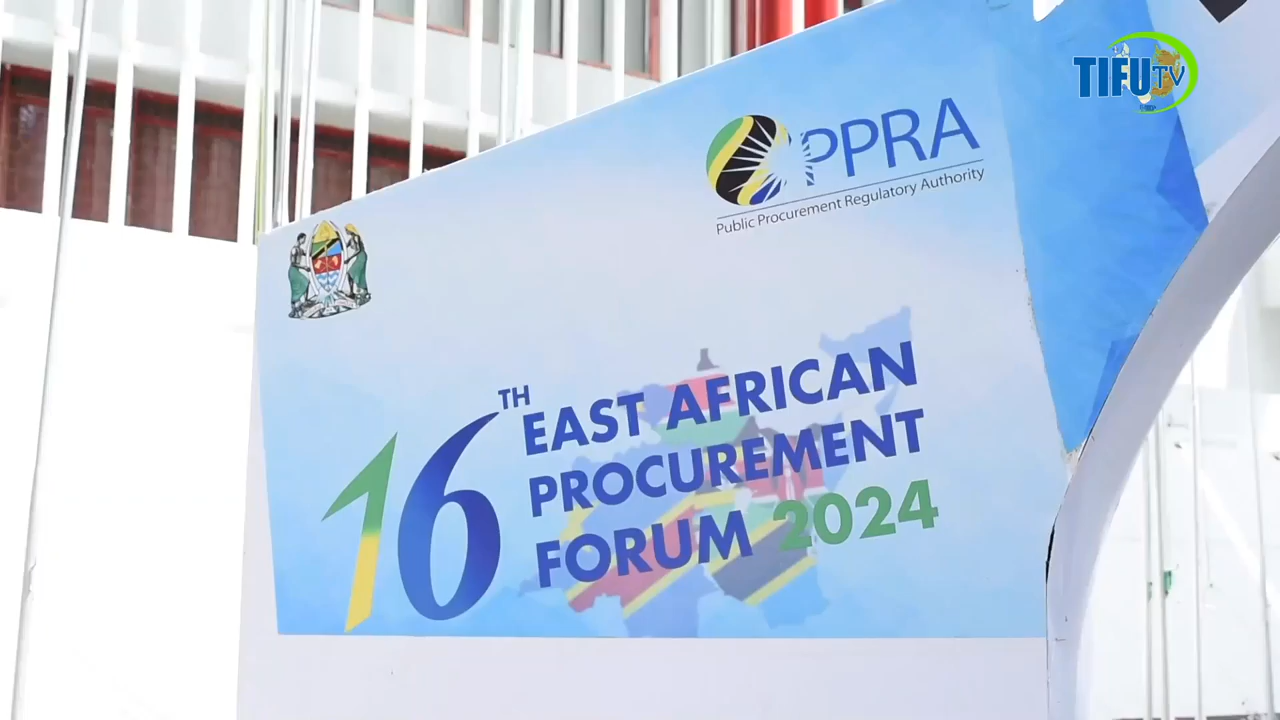 TIFU TV
PPRA
Public Procurement Regulatory Authority
16TH
EAST AFRICAN
PROCUREMENT
FORUM 2024